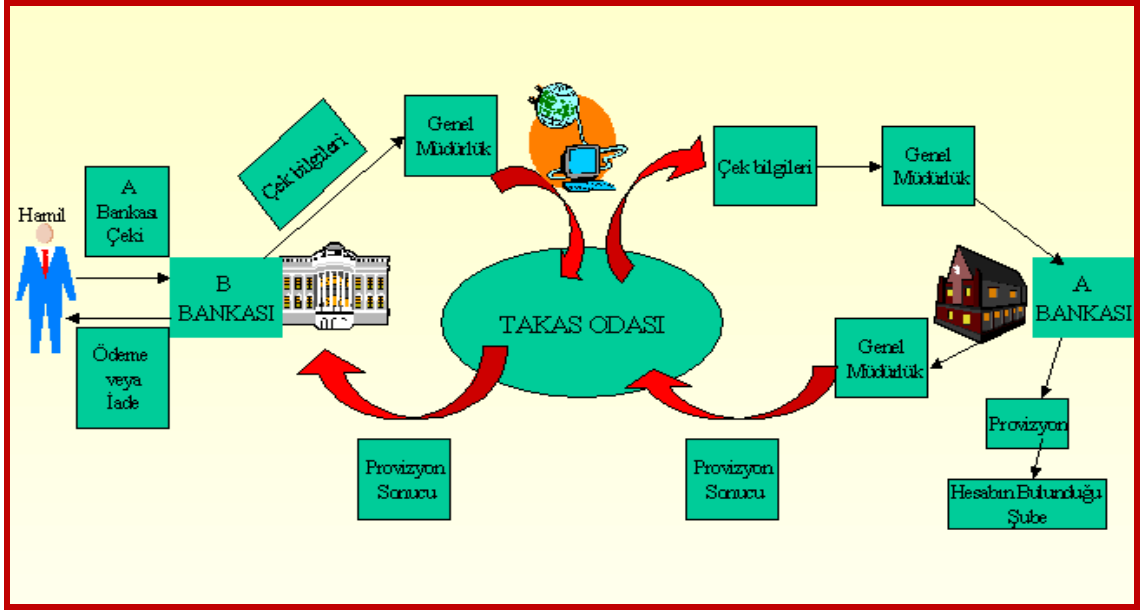 Hamil
A
Bankası
Çeki
B
BANKASI
Ödeme
veya
İade
Çek bilgileri
Genel
Müdürlük
TAKAS ODASI
Çek bilgileri
Genel
Müdürlük
A
BANKASI
Genel
Müdürlük
Provizyon
Hesabın Bulunduğu
Şube
Provizyon
Sonucu
Provizyon
Sonucu